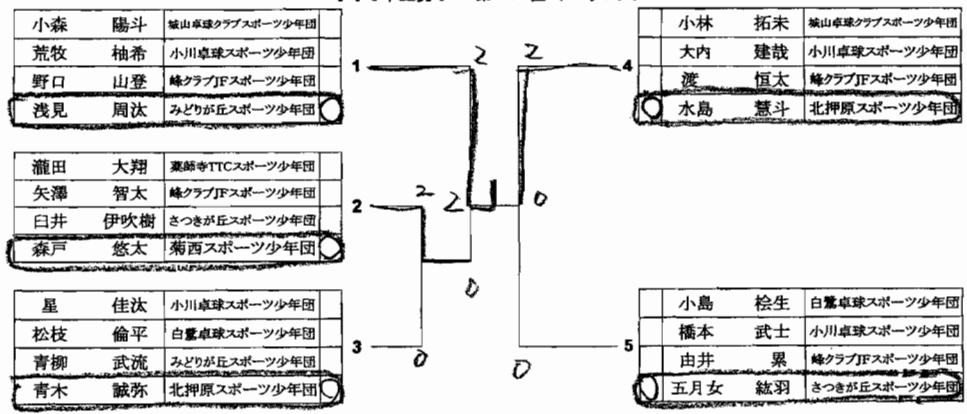 小森 陽斗 城山卓球クラブスポーツ少年団
荒牧 柚希 小川卓球スポーツ少年団
野口 山登 峰クラブJFスポーツ少年団
浅見 周汰 みどりが丘スポーツ少年団
1
2
2
4
小林 拓未 城山卓球クラブスポーツ少年団
大内 建哉 小川卓球スポーツ少年団
渡 恒太 峰クラブJFスポーツ少年団
水島 慧斗 北押原スポーツ少年団
瀧田 大翔 薬師寺TTCスポーツ少年団
矢澤 智太 峰クラブJFスポーツ少年団
臼井 伊吹樹 さつきが丘スポーツ少年団
森戸 悠太 菊西スポーツ少年団
2
2
2
0
0
星 佳汰 小川卓球スポーツ少年団
松枝 倫平 白鷺卓球スポーツ少年団
青柳 武流 みどりが丘スポーツ少年団
青木 誠弥 北押原スポーツ少年団
3
0
0
5
小島 桧生 白鷺卓球スポーツ少年団
橋本 武士 小川卓球スポーツ少年団
由井 累 峰クラブJFスポーツ少年団
五月女 紘羽 さつきが丘スポーツ少年団